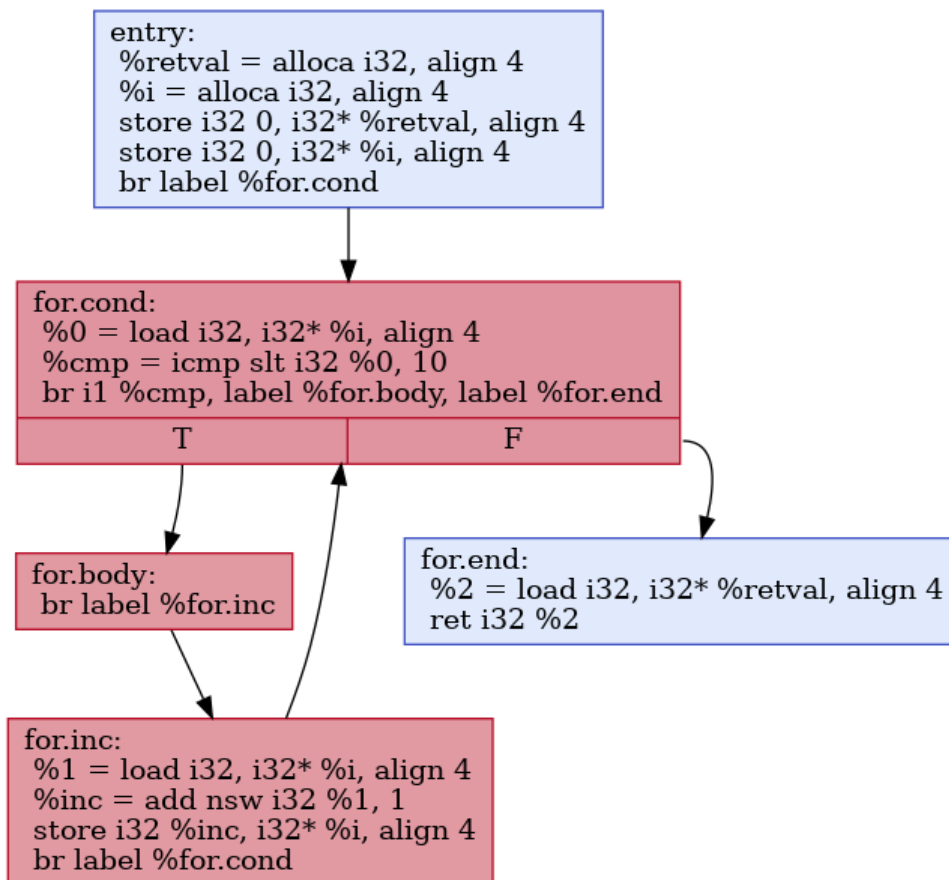 entry:
%retval = alloca i32, align 4
%i = alloca i32, align 4
store i32 0, i32* %retval, align 4
store i32 0, i32* %i, align 4
br label %for.cond
for.cond:
%0 = load i32, i32* %i, align 4
%cmp = icmp slt i32 %0, 10
br i1 %cmp, label %for.body, label %for.end
T
F
for.body:
br label %for.inc
for.end:
%2 = load i32, i32* %retval, align 4
ret i32 %2
for.inc:
%1 = load i32, i32* %i, align 4
%inc = add nsw i32 %1, 1
store i32 %inc, i32* %i, align 4
br label %for.cond